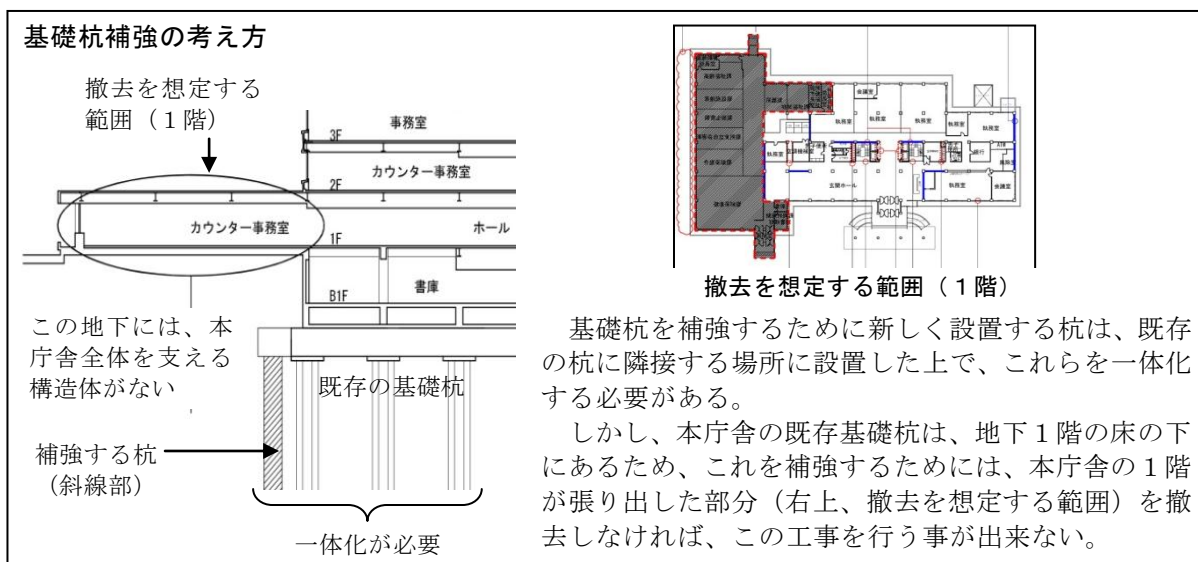 基礎杭補強の考え方
撤去を想定する
範囲（１階）
3F
事務室
カウンター事務室
2F
カウンター事務室
1F
ホール
書庫
B1F
この地下には、本
庁舎全体を支える
構造体がない
既存の基礎杭
補強する杭
（斜線部）
一体化が必要
会議室
執務室
執務室
執務室
執務室
執務室
執務室
銀行
ATM
玄関ホール
執務室
会議室
撤去を想定する範囲（１階）
基礎杭を補強するために新しく設置する杭は、既存
の杭に隣接する場所に設置した上で、これらを一体化
する必要がある。
しかし、本庁舎の既存基礎杭は、地下１階の床の下
にあるため、これを補強するためには、本庁舎の１階
が張り出した部分（右上、撤去を想定する範囲）を撤
去しなければ、この工事を行う事が出来ない。